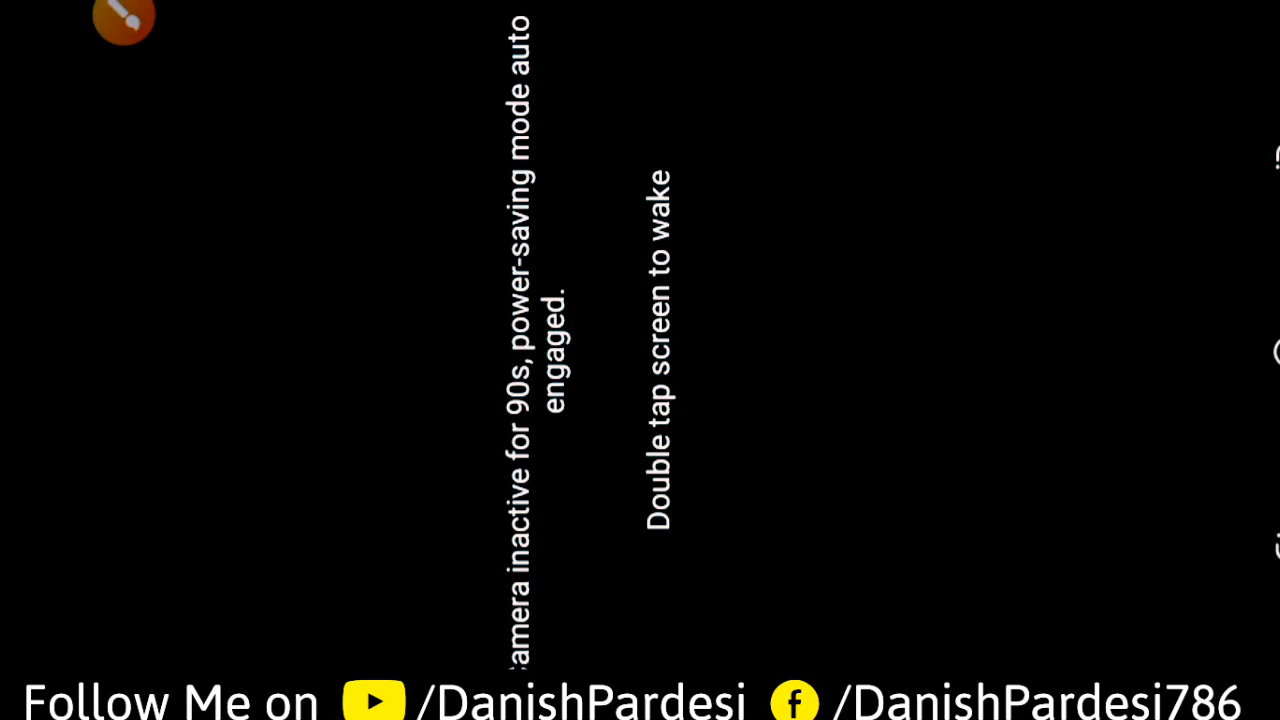 amera inactive for 90s, power-saving mode auto
engaged.
Double tap screen to wake
Follow Me on /DanishPardesi /DanishPardesi786